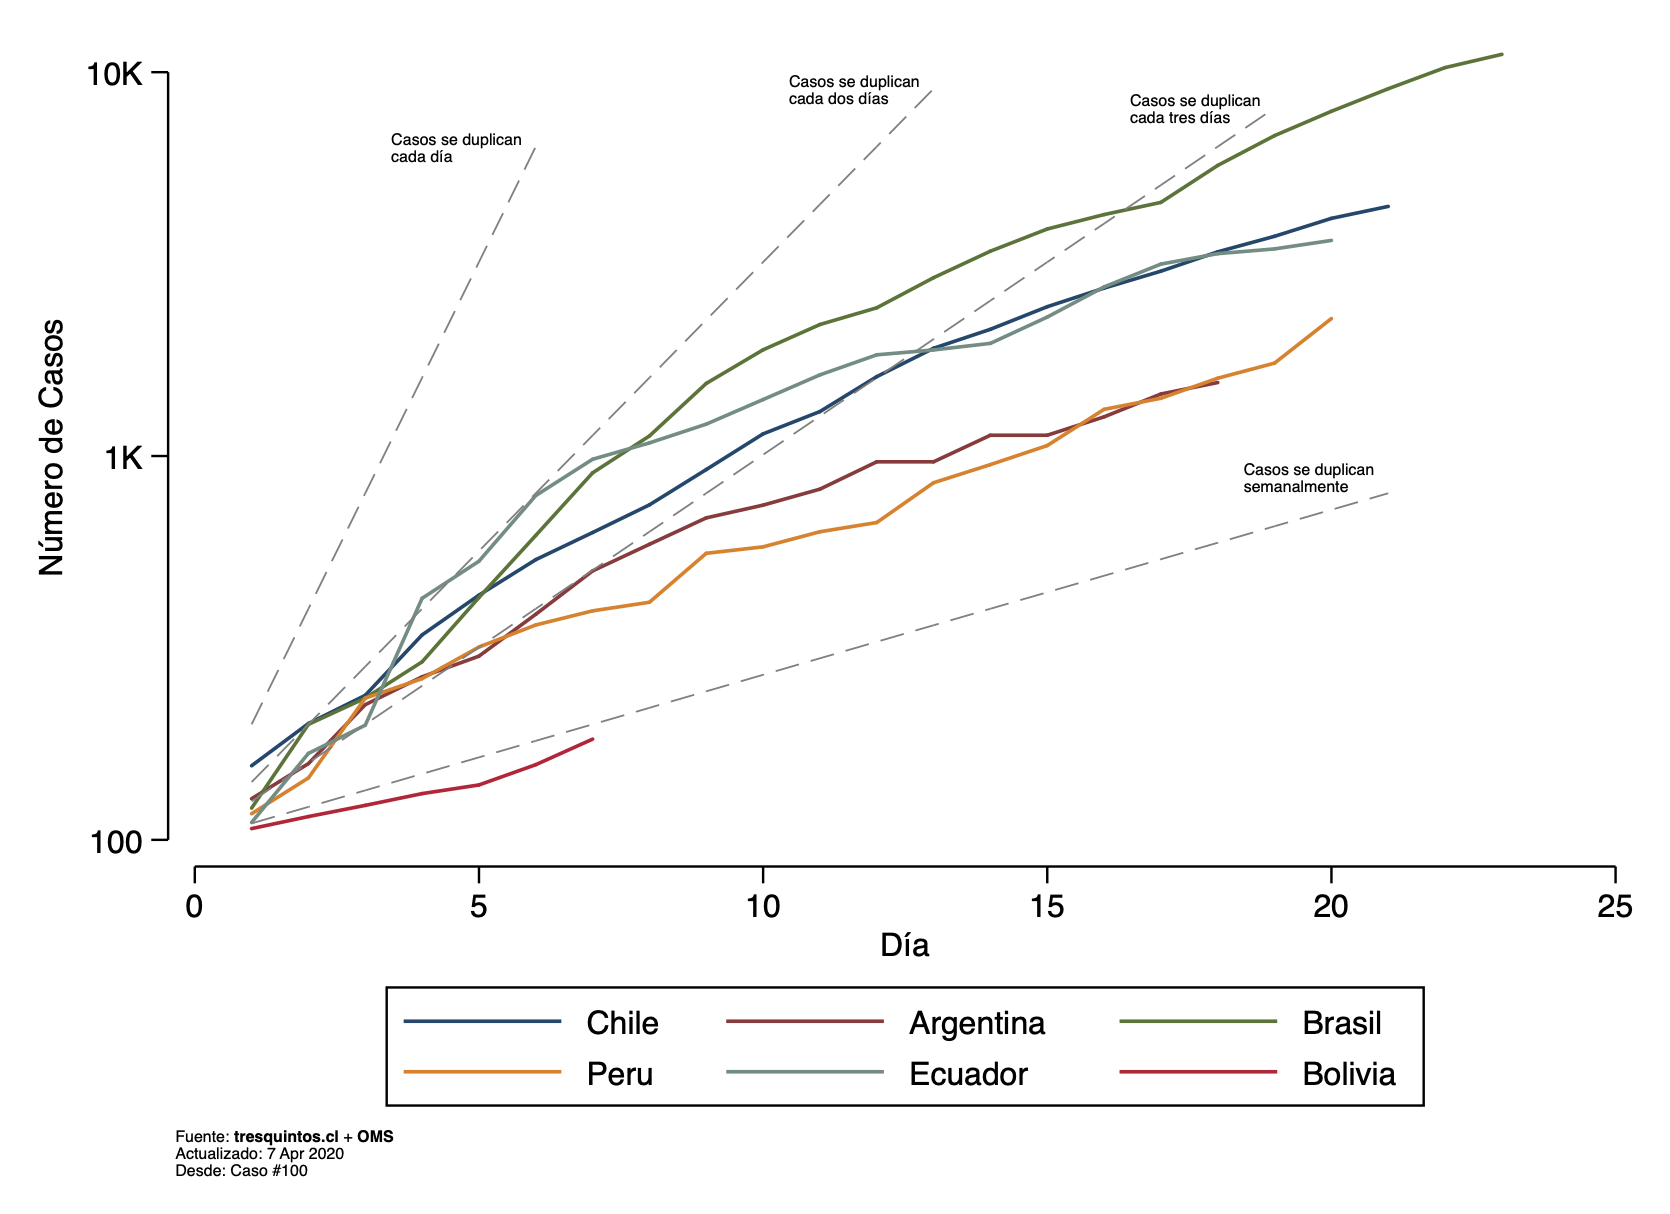 10K
1K
100
Número de Casos
Casos se duplican
cada día
Casos se duplican
cada dos días
Casos se duplican
cada tres días
Casos se duplican
semanalmente
0 5 10 15 20 25
Día
Chile Argentina Brasil
Peru Ecuador Bolivia
Fuente: tresquintos.cl + OMS
Actualizado: 7 Apr 2020
Desde: Caso #100